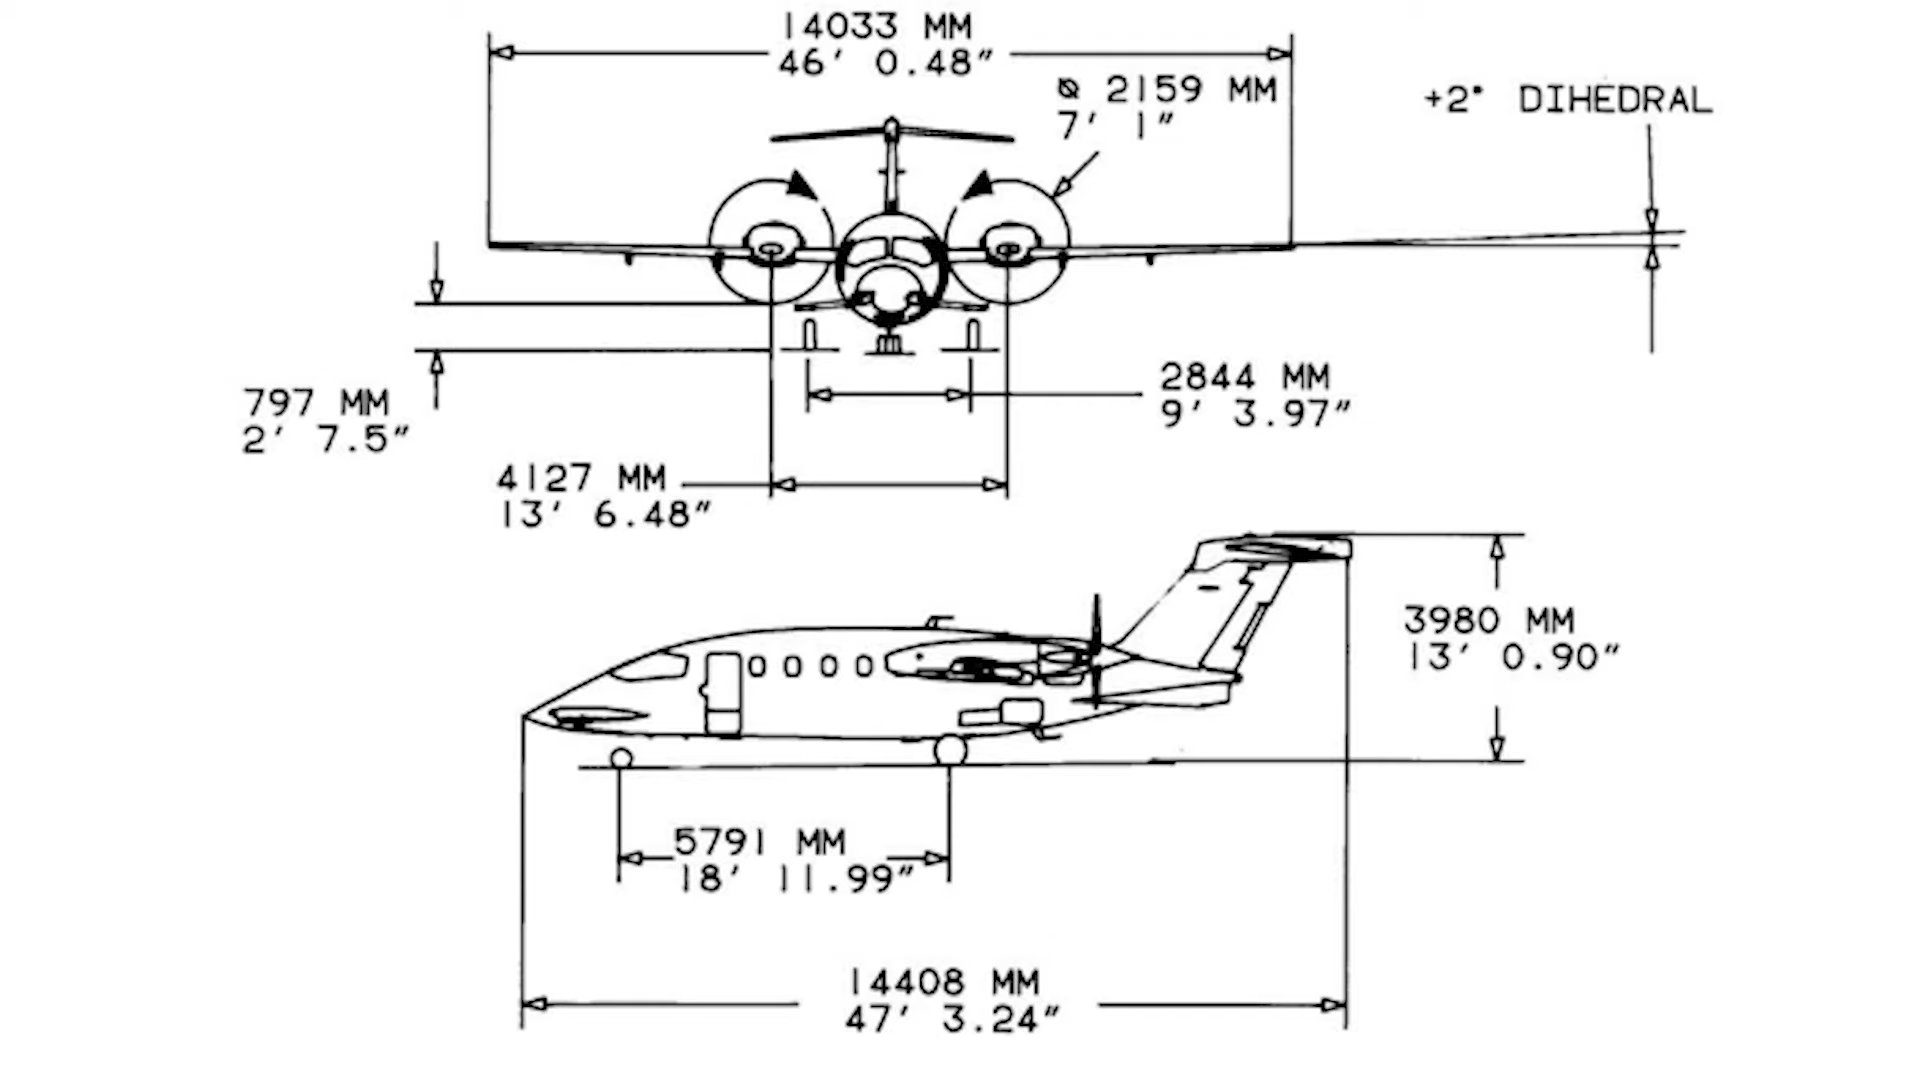 14033 MM
46' 0.48"
Ø 2159 MM
7' 1"
+2° DIHEDRAL
797 MM
2' 7.5"
2844 MM
9' 3.97"
4127 MM
13' 6.48"
3980 MM
13' 0.90"
5791 MM
18' 11.99"
14408 MM
47' 3.24"